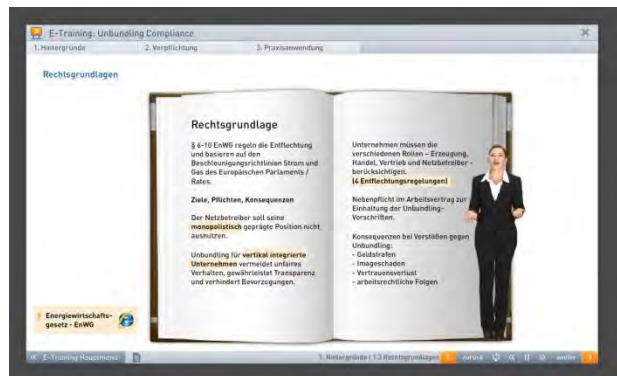 E-Training: Unbundling Compliance
1. Hintergründe
2. Verpflichtung
3. Praxisanwendung
Rechtsgrundlagen
Rechtsgrundlage
§ 6-10 EnWG regeln die Entflechtung
und basieren auf den
Beschleunigungsrichtlinien Strom und
Gas des Europäischen Parlaments /
Rates.
Ziele, Pflichten, Konsequenzen
Der Netzbetreiber soll seine
monopolistisch geprägte Position nicht
ausnutzen.
Unbundling für vertikal integrierte
Unternehmen vermeidet unfaires
Verhalten, gewährleistet Transparenz
und verhindert Bevorzugungen.
Unternehmen müssen die
verschiedenen Rollen – Erzeugung,
Handel, Vertrieb und Netzbetreiber -
berücksichtigen.
(4 Entflechtungsregelungen)
Nebenpflicht im Arbeitsvertrag zur
Einhaltung der Unbundling-
Vorschriften.
Konsequenzen bei Verstößen gegen
Unbundling:
- Geldstrafen
- Imageschaden
- Vertrauensverlust
- arbeitsrechtliche Folgen
Energiewirtschafts-
gesetz - EnWG
E-Training Hauptmenü
1. Hintergründe | 1.3 Rechtsgrundlagen
zurück
weiter